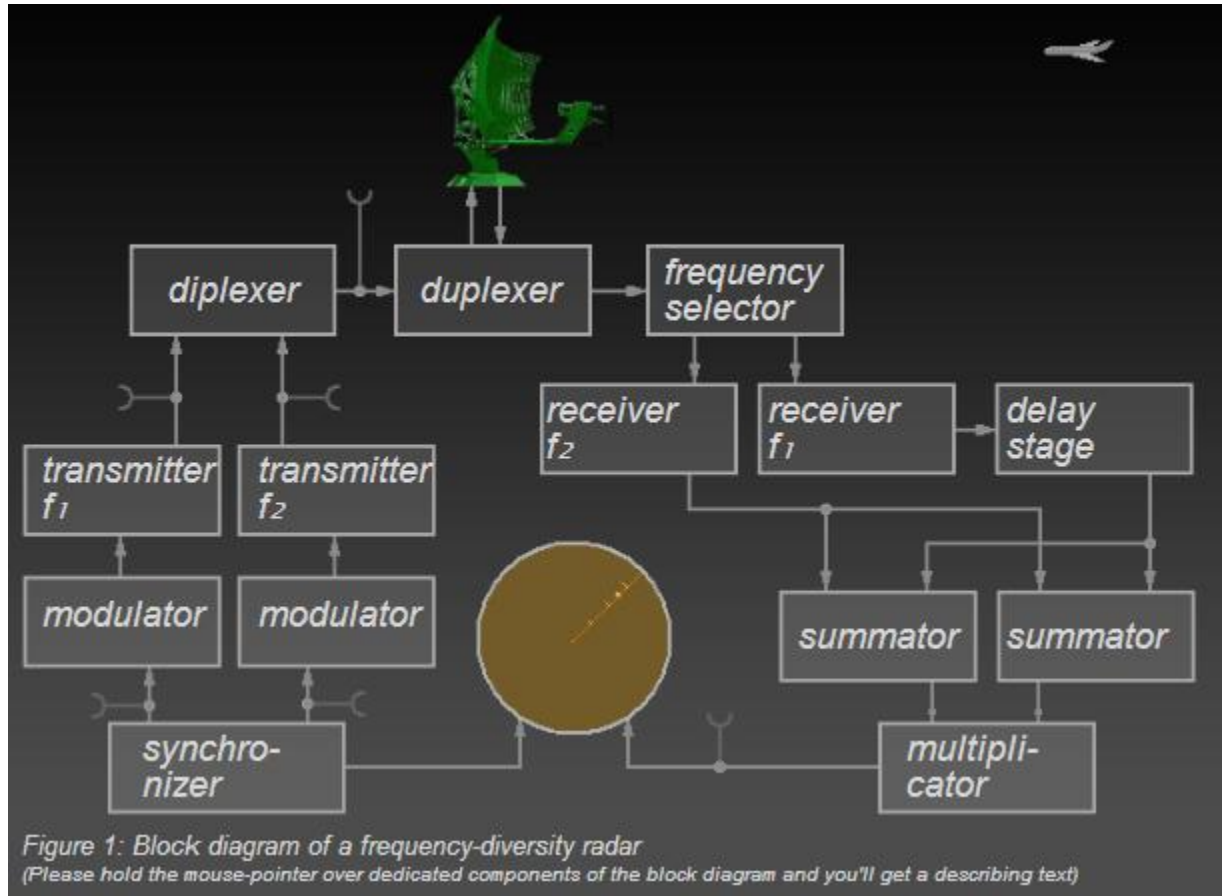 diplexer
duplexer
frequency
selector
receiver
f2
receiver
f1
delay
stage
transmitter
f1
transmitter
f2
modulator
modulator
summator
summator
synchro-
nizer
multipli-
cator
Figure 1: Block diagram of a frequency-diversity radar
(Please hold the mouse-pointer over dedicated components of the block diagram and you'll get a describing text)